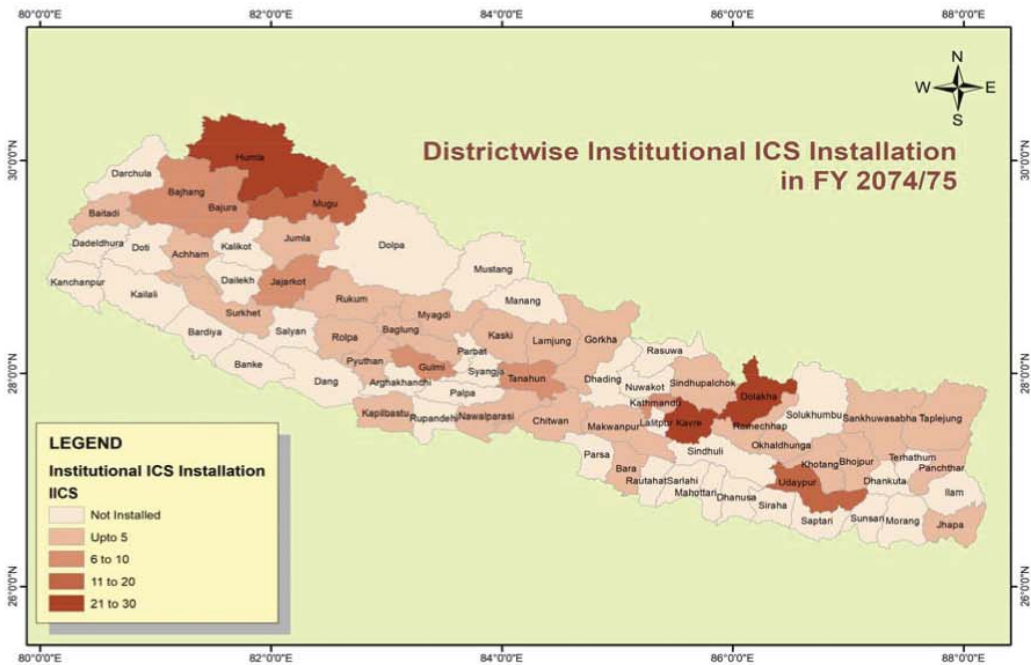 80°0'0"E 82°0'0"E 84°0'0"E 86°0'0"E 88°0'0"E
N
W E
S
Districtwise Institutional ICS Installation
in FY 2074/75
30°0'0"N
30°0'0"N
28°0'0"N
28°0'0"N
26°0'0"N
26°0'0"N
Humla
Darchula
Bajhang
Bajura
Mugu
Baitadi
Dadeldhura
Doti
Achham
Kalikot
Jumla
Dolpa
Kanchanpur
Kailali
Dailekh
Jajarkot
Mustang
Manang
Surkhet
Rukum
Myagdi
Bardiya
Salyan
Rolpa
Baglung
Kaski
Lamjung
Gorkha
Banke
Dang
Pyuthan
Gulmi
Parbat
Syangja
Tanahun
Dhading
Rasuwa
Nuwakot
Sindhupalchok
Arghakhanchi
Palpa
Kapilbastu
Rupandehi
Nawalparasi
Chitwan
Makwanpur
Kathmandu
Lalitpur
Kavre
Dolakha
Ramechhap
Solukhumbu
Sankhuwasabha
Taplejung
Parsa
Bara
Rautahat
Sarlahi
Mahottari
Dhanusa
Sindhuli
Okhaldhunga
Khotang
Bhojpur
Terhathum
Panchthar
Udaypur
Dhankuta
Ilam
Siraha
Saptari
Sunsari
Morang
Jhapa
LEGEND
Institutional ICS Installation
IICS
Not Installed
Upto 5
6 to 10
11 to 20
21 to 30
80°0'0"E 82°0'0"E 84°0'0"E 86°0'0"E 88°0'0"E